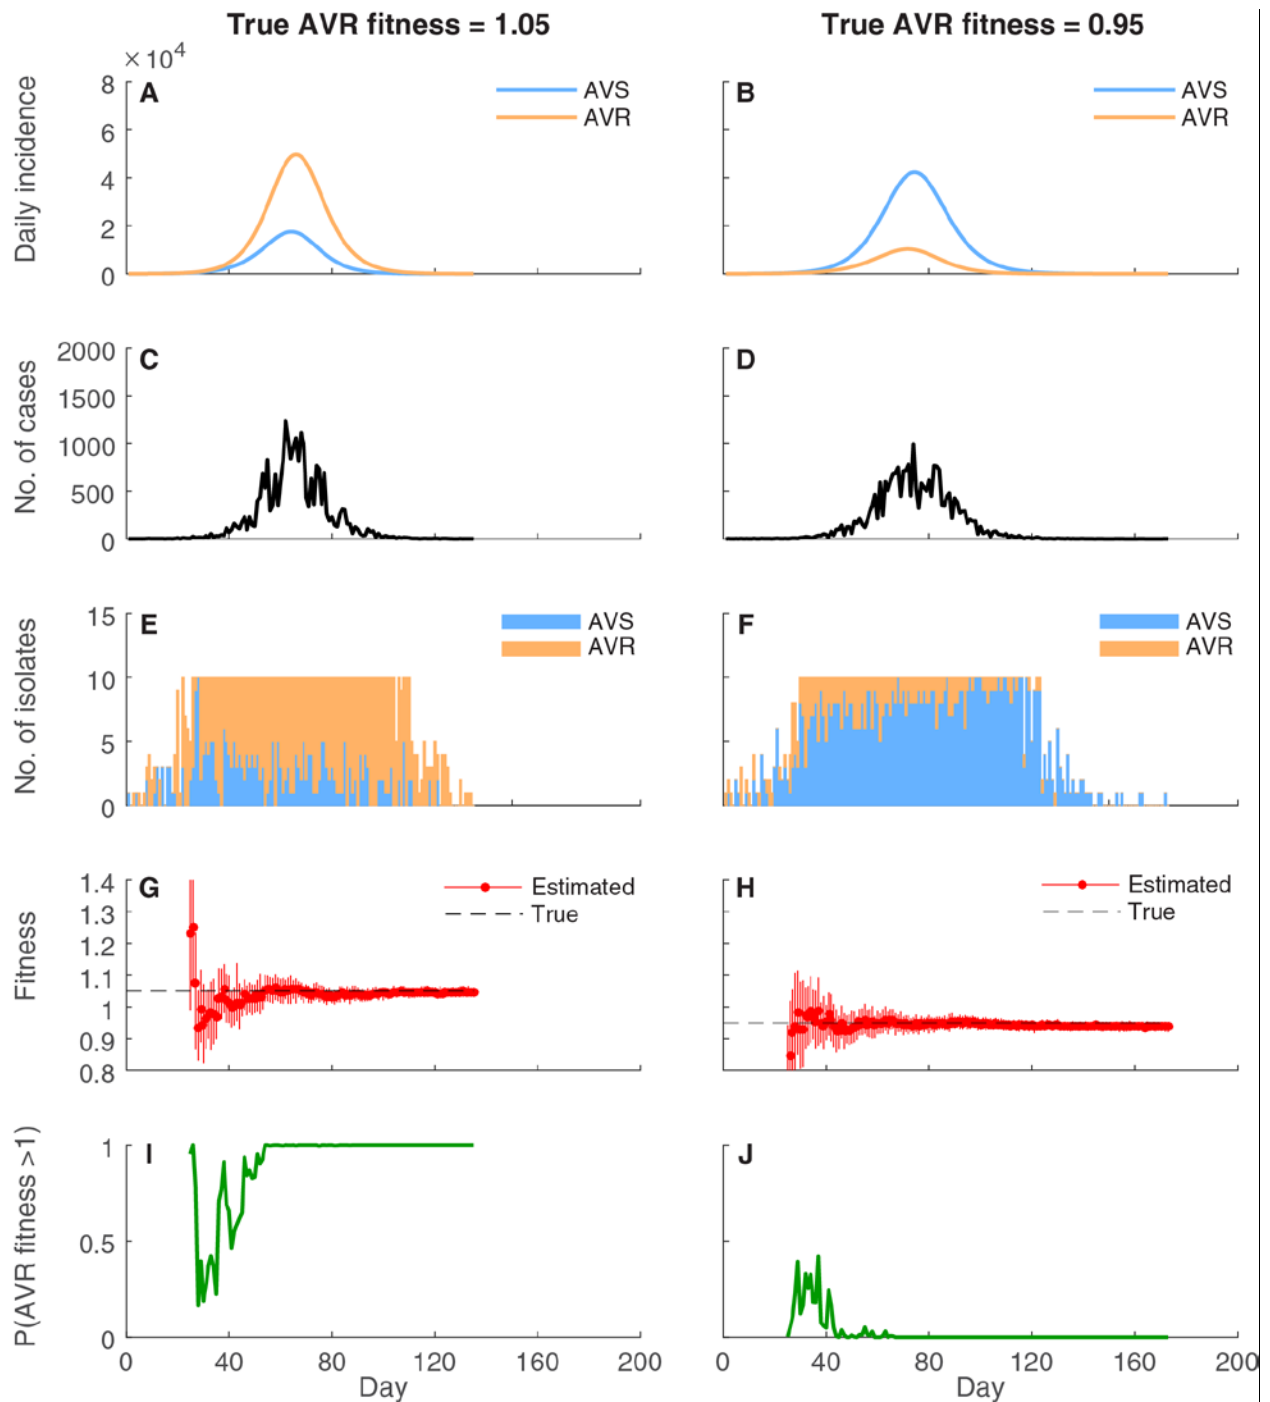 True AVR fitness = 1.05
True AVR fitness = 0.95
×10⁴
Daily incidence
8
6
4
2
0
A
AVS
AVR
B
AVS
AVR
No. of cases
2000
1500
1000
500
0
C
D
No. of isolates
15
10
5
0
E
AVS
AVR
F
AVS
AVR
Fitness
1.4
1.3
1.2
1.1
1
0.9
0.8
G
Estimated
True
H
Estimated
True
P(AVR fitness >1)
1
0.5
0
I
J
0 40 80 120 160 200
Day
0 40 80 120 160 200
Day